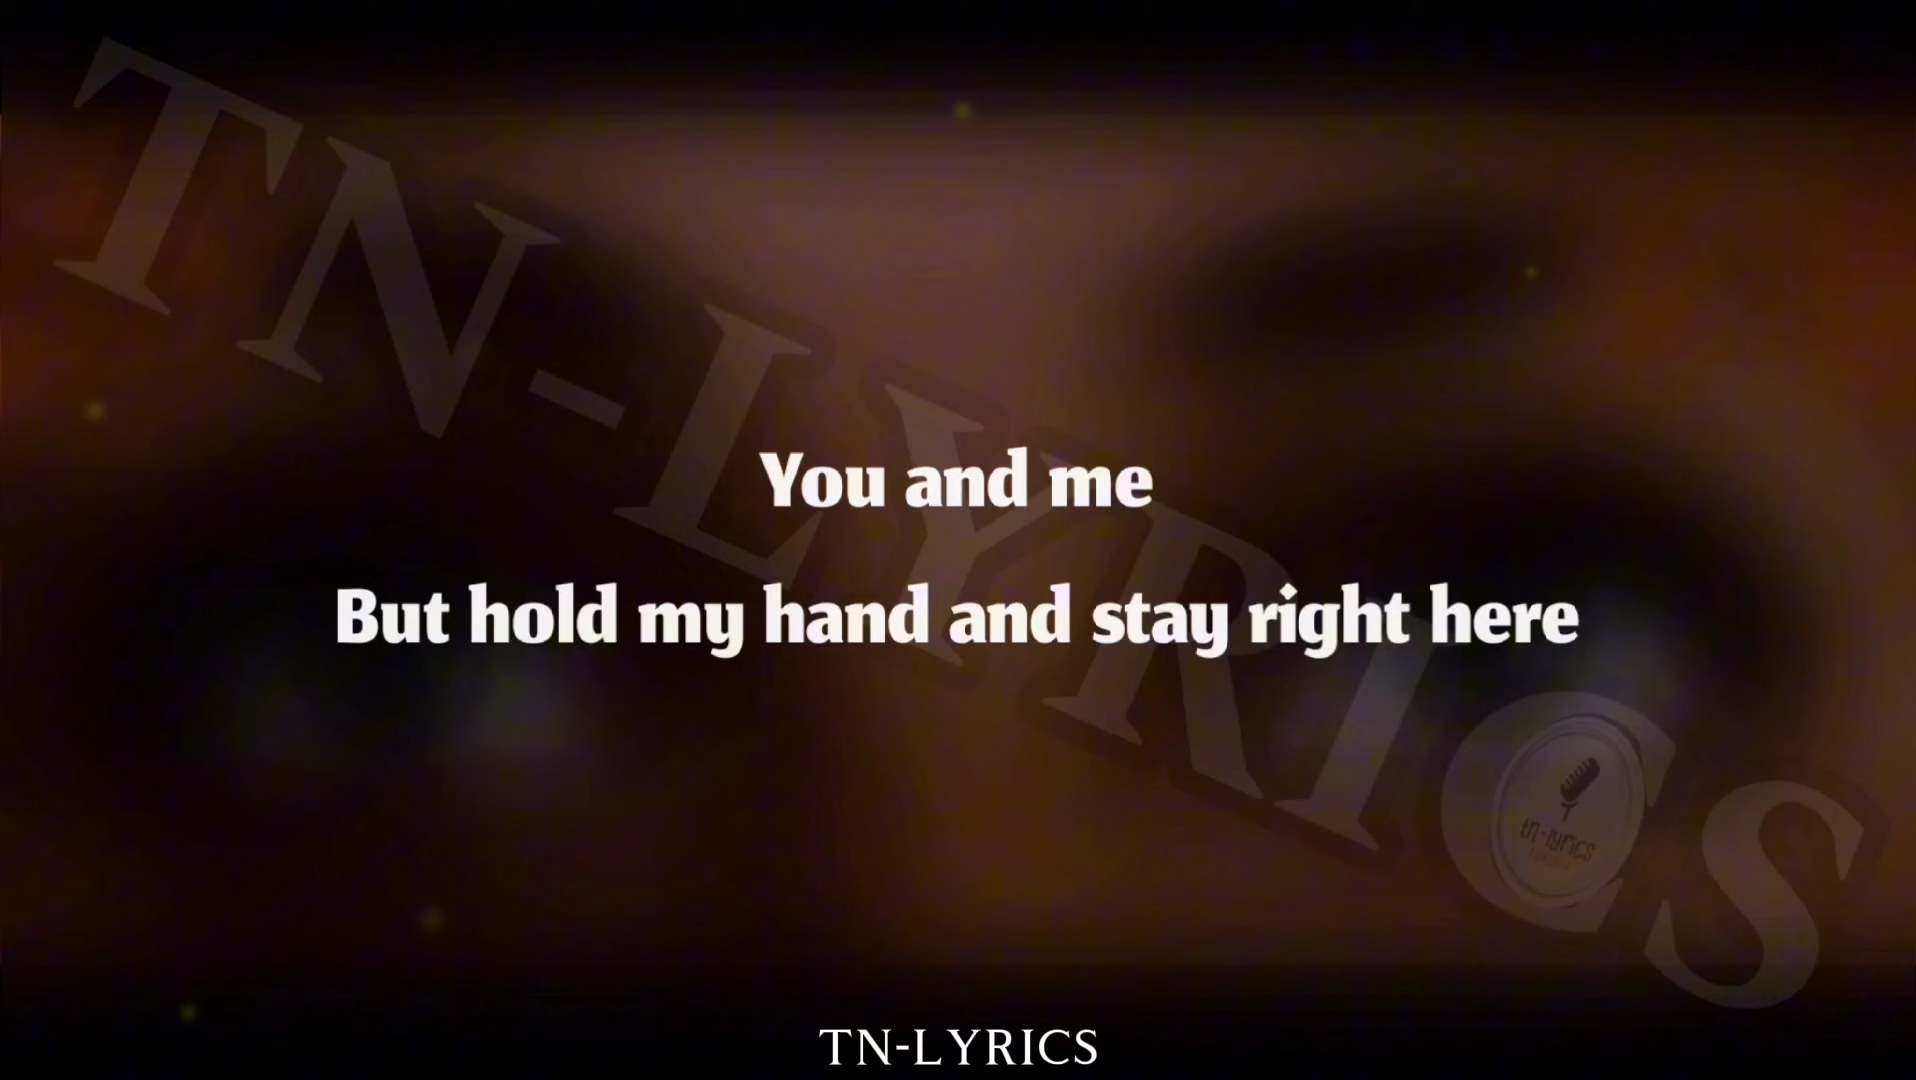 TN-LYRICS
You and me
But hold my hand and stay right here
tn-lyrics
TN-LYRICS